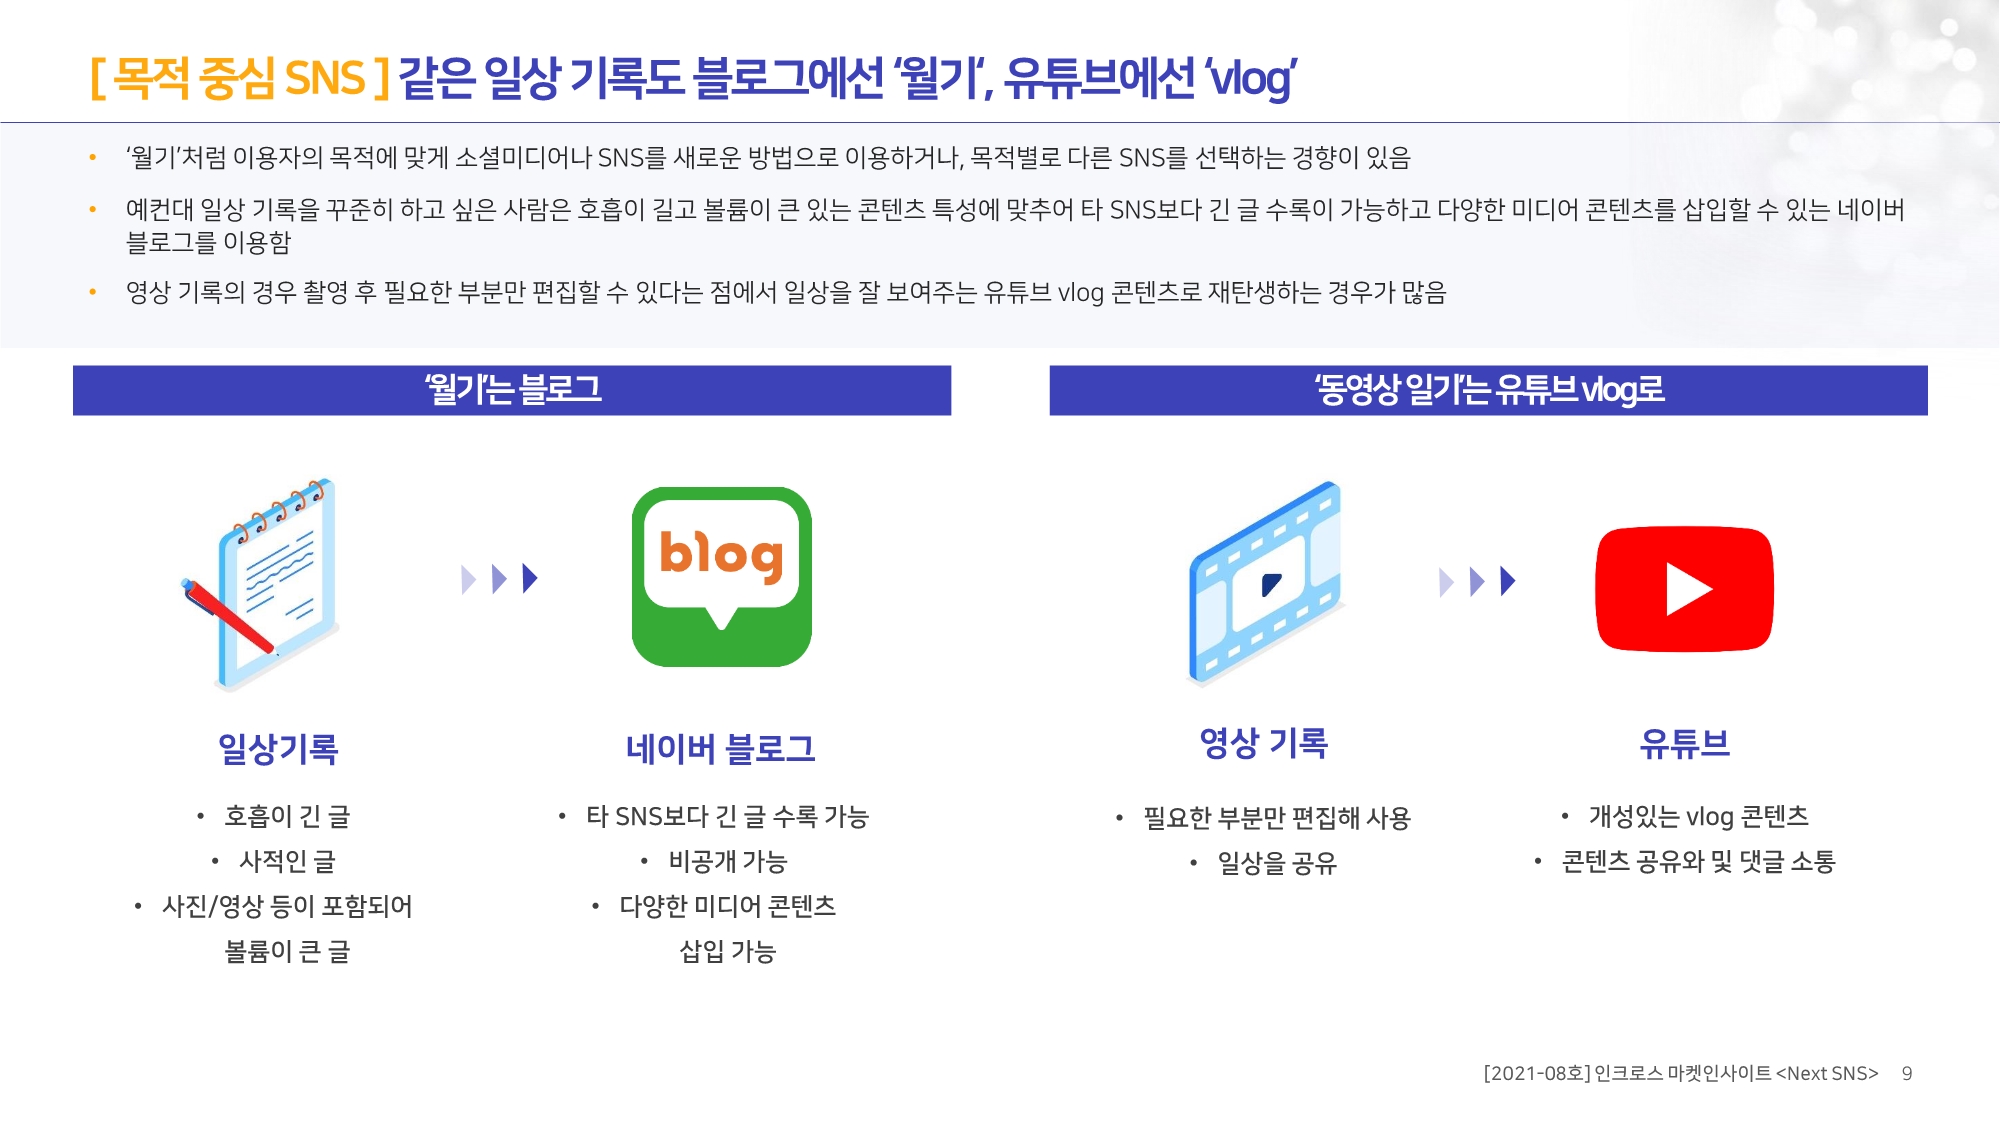 [ 목적 중심 SNS ] 같은 일상 기록도 블로그에선 ‘월기‘, 유튜브에선 ‘vlog’
• ‘월기’처럼 이용자의 목적에 맞게 소셜미디어나 SNS를 새로운 방법으로 이용하거나, 목적별로 다른 SNS를 선택하는 경향이 있음
• 예컨대 일상 기록을 꾸준히 하고 싶은 사람은 호흡이 길고 볼륨이 큰 있는 콘텐츠 특성에 맞추어 타 SNS보다 긴 글 수록이 가능하고 다양한 미디어 콘텐츠를 삽입할 수 있는 네이버
블로그를 이용함
• 영상 기록의 경우 촬영 후 필요한 부분만 편집할 수 있다는 점에서 일상을 잘 보여주는 유튜브 vlog 콘텐츠로 재탄생하는 경우가 많음
‘월기’는 블로그
blog
일상기록
• 호흡이 긴 글
• 사적인 글
• 사진/영상 등이 포함되어
볼륨이 큰 글
네이버 블로그
• 타 SNS보다 긴 글 수록 가능
• 비공개 가능
• 다양한 미디어 콘텐츠
삽입 가능
‘동영상 일기’는 유튜브 vlog로
영상 기록
• 필요한 부분만 편집해 사용
• 일상을 공유
유튜브
• 개성있는 vlog 콘텐츠
• 콘텐츠 공유와 및 댓글 소통
[2021-08호] 인크로스 마켓인사이트 <Next SNS> 9